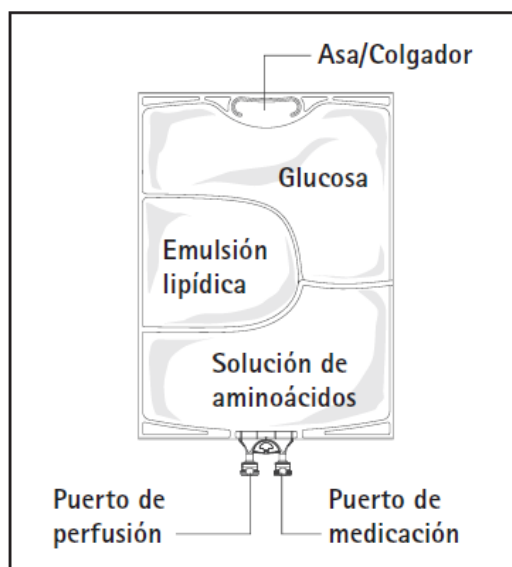 Asa/Colgador
Glucosa
Emulsión
lipídica
Solución de
aminoácidos
Puerto de
perfusión
Puerto de
medicación